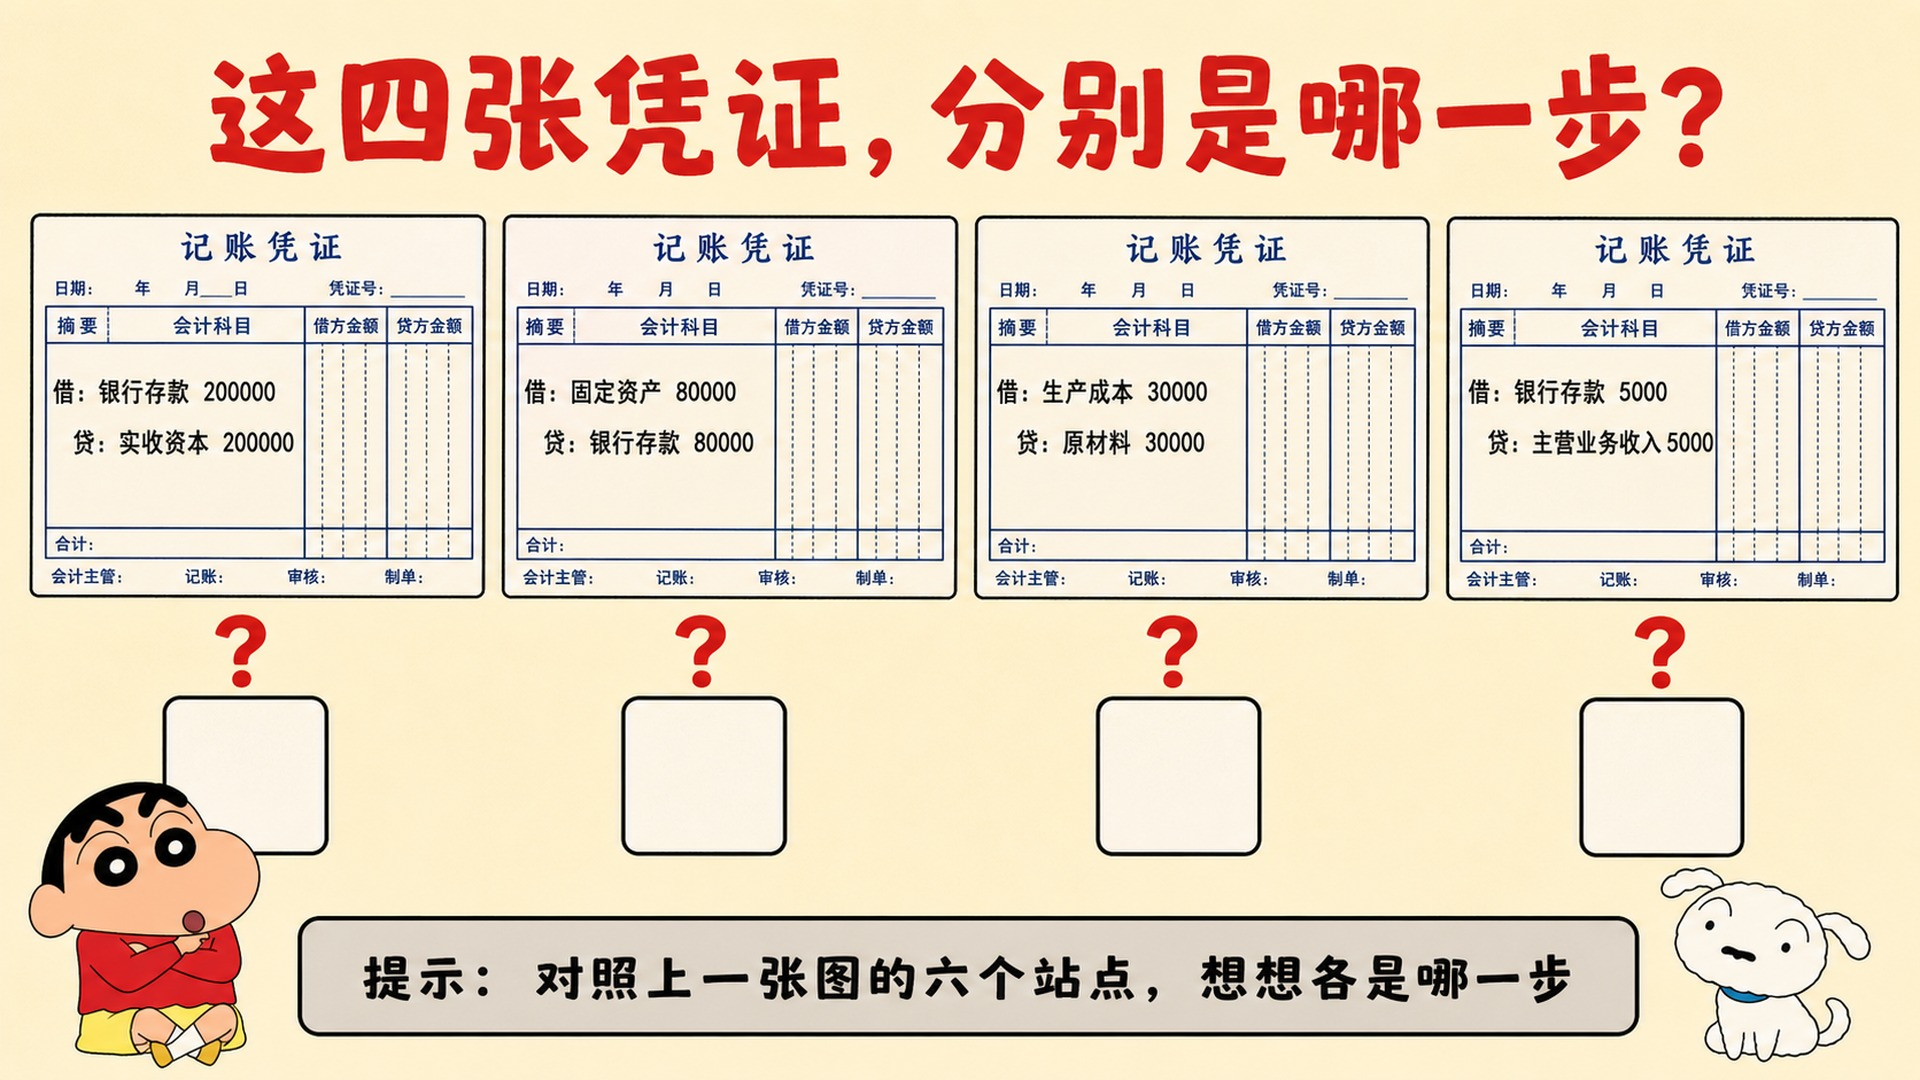 这四张凭证，分别是哪一步？
记账凭证
日期： 年 月____日 凭证号：________
摘要 会计科目 借方金额 贷方金额
借：银行存款 200000
贷：实收资本 200000
合计：
会计主管： 记账： 审核： 制单：
记账凭证
日期： 年 月 日 凭证号：________
摘要 会计科目 借方金额 贷方金额
借：固定资产 80000
贷：银行存款 80000
合计：
会计主管： 记账： 审核： 制单：
记账凭证
日期： 年 月 日 凭证号：________
摘要 会计科目 借方金额 贷方金额
借：生产成本 30000
贷：原材料 30000
合计：
会计主管： 记账： 审核： 制单：
记账凭证
日期： 年 月 日 凭证号：________
摘要 会计科目 借方金额 贷方金额
借：银行存款 5000
贷：主营业务收入 5000
合计：
会计主管： 记账： 审核： 制单：
？ ？ ？ ？
提示：对照上一张图的六个站点，想想各是哪一步